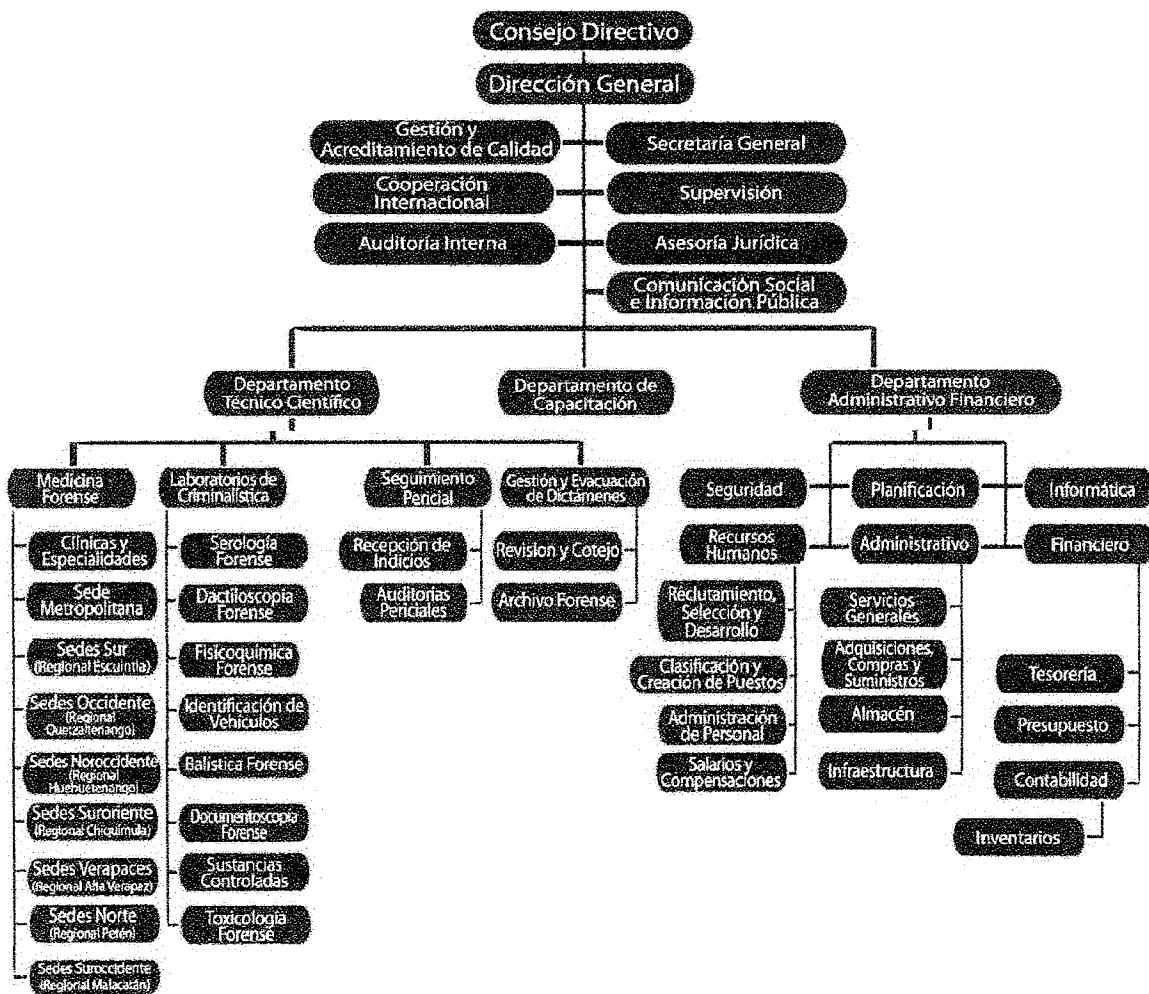 Consejo Directivo
Dirección General
Gestión y
Acreditamiento de Calidad
Secretaría General
Cooperación
Internacional
Supervisión
Auditoría Interna
Asesoría Jurídica
Comunicación Social
e Información Pública
Departamento
Técnico Científico
Departamento de
Capacitación
Departamento
Administrativo Financiero
Medicina
Forense
Laboratorios de
Criminalística
Seguimiento
Pericial
Gestión y Evacuación
de Dictámenes
Seguridad
Planificación
Informática
Clínicas y
Especialidades
Sede
Metropolitana
Sedes Sur
(Regional Escuintla)
Sedes Occidente
(Regional
Quetzaltenango)
Sedes Noroccidente
(Regional
Huehuetenango)
Sedes Suroriente
(Regional Chiquimula)
Sedes Verapaces
(Regional Alta Verapaz)
Sedes Norte
(Regional Petén)
Sedes Suroccidente
(Regional Malacatán)
Serología
Forense
Dactiloscopia
Forense
Fisicoquímica
Forense
Identificación de
Vehículos
Balística Forense
Documentoscopía
Forense
Sustancias
Controladas
Toxicología
Forense
Recepción de
Indicios
Auditorias
Periciales
Revision y Cotejo
Archivo Forense
Recursos
Humanos
Administrativo
Financiero
Reclutamiento,
Selección y
Desarrollo
Clasificación y
Creación de Puestos
Administración
de Personal
Salarios y
Compensaciones
Servicios
Generales
Adquisiciones,
Compras y
Suministros
Almacén
Infraestructura
Tesorería
Presupuesto
Contabilidad
Inventarios